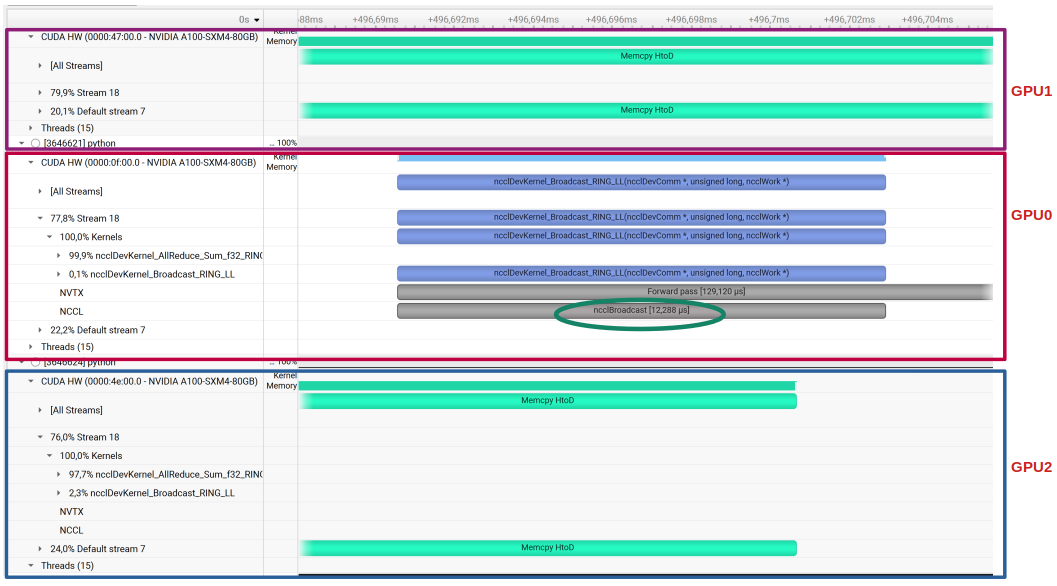 0s -88ms +496,69ms +496,692ms +496,694ms +496,696ms +496,698ms +496,7ms +496,702ms +496,704ms
CUDA HW (0000:47:00.0 - NVIDIA A100-SXM4-80GB) Kernel
Memory
Memcpy HtoD
[All Streams]
79,9% Stream 18
20,1% Default stream 7 Memcpy HtoD
Threads (15)
[3646621] python .. 100%
GPU1
CUDA HW (0000:0f:00.0 - NVIDIA A100-SXM4-80GB) Kernel
Memory
[All Streams] ncclDevKernel_Broadcast_RING_LL(ncclDevComm *, unsigned long, ncclWork *)
77,8% Stream 18 ncclDevKernel_Broadcast_RING_LL(ncclDevComm *, unsigned long, ncclWork *)
100,0% Kernels ncclDevKernel_Broadcast_RING_LL(ncclDevComm *, unsigned long, ncclWork *)
99,9% ncclDevKernel_AllReduce_Sum_f32_RING
0,1% ncclDevKernel_Broadcast_RING_LL ncclDevKernel_Broadcast_RING_LL(ncclDevComm *, unsigned long, ncclWork *)
NVTX Forward pass [129,120 μs]
NCCL ncclBroadcast [12,288 μs]
22,2% Default stream 7
Threads (15)
GPU0
[3646624] python .. 100%
CUDA HW (0000:4e:00.0 - NVIDIA A100-SXM4-80GB) Kernel
Memory
[All Streams] Memcpy HtoD
76,0% Stream 18
100,0% Kernels
97,7% ncclDevKernel_AllReduce_Sum_f32_RING
2,3% ncclDevKernel_Broadcast_RING_LL
NVTX
NCCL
24,0% Default stream 7 Memcpy HtoD
Threads (15)
GPU2